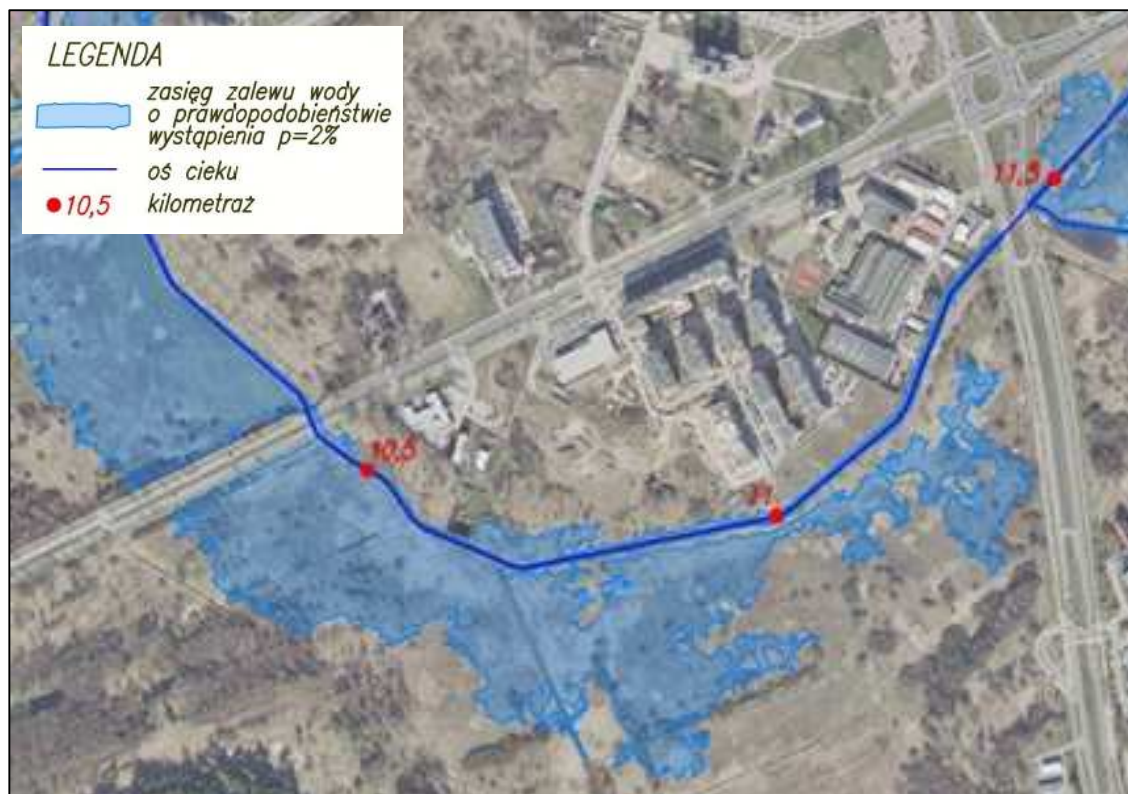 LEGENDA
zasięg zalewu wody
o prawdopodobieństwie
wystąpienia p=2%
oś cieku
10,5 kilometraż
11,5
10,5
11